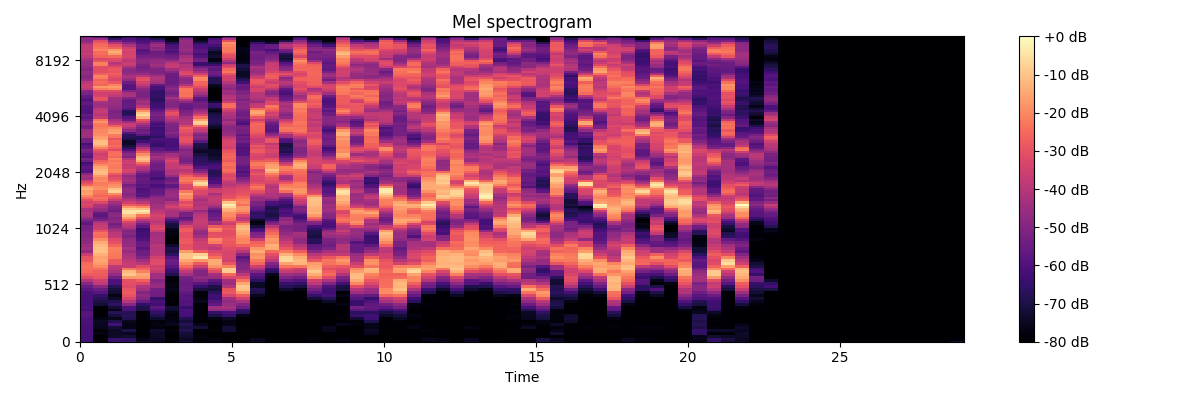 Mel spectrogram
+0 dB
8192
-10 dB
4096
-20 dB
-30 dB
2048
Hz
-40 dB
1024
-50 dB
-60 dB
512
-70 dB
0
-80 dB
0 5 10 15 20 25
Time